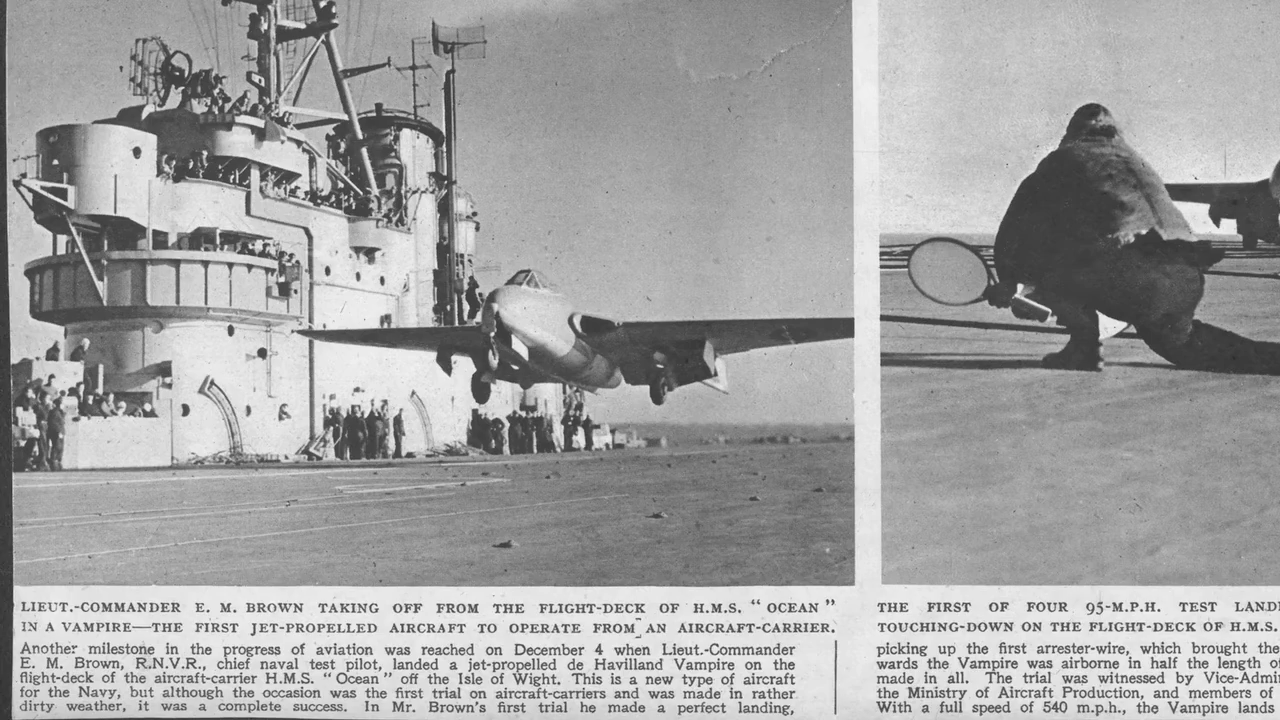 LIEUT.-COMMANDER E. M. BROWN TAKING OFF FROM THE FLIGHT-DECK OF H.M.S. “ OCEAN ”
IN A VAMPIRE—THE FIRST JET-PROPELLED AIRCRAFT TO OPERATE FROM AN AIRCRAFT-CARRIER.
Another milestone in the progress of aviation was reached on December 4 when Lieut.-Commander
E. M. Brown, R.N.V.R., chief naval test pilot, landed a jet-propelled de Havilland Vampire on the
flight-deck of the aircraft-carrier H.M.S. “ Ocean ” off the Isle of Wight. This is a new type of aircraft
for the Navy, but although the occasion was the first trial on aircraft-carriers and was made in rather
dirty weather, it was a complete success. In Mr. Brown's first trial he made a perfect landing,
THE FIRST OF FOUR 95-M.P.H. TEST LANDI
TOUCHING-DOWN ON THE FLIGHT-DECK OF H.M.S.
picking up the first arrester-wire, which brought the
wards the Vampire was airborne in half the length o
made in all. The trial was witnessed by Vice-Admi
the Ministry of Aircraft Production, and members of
With a full speed of 540 m.p.h., the Vampire lands